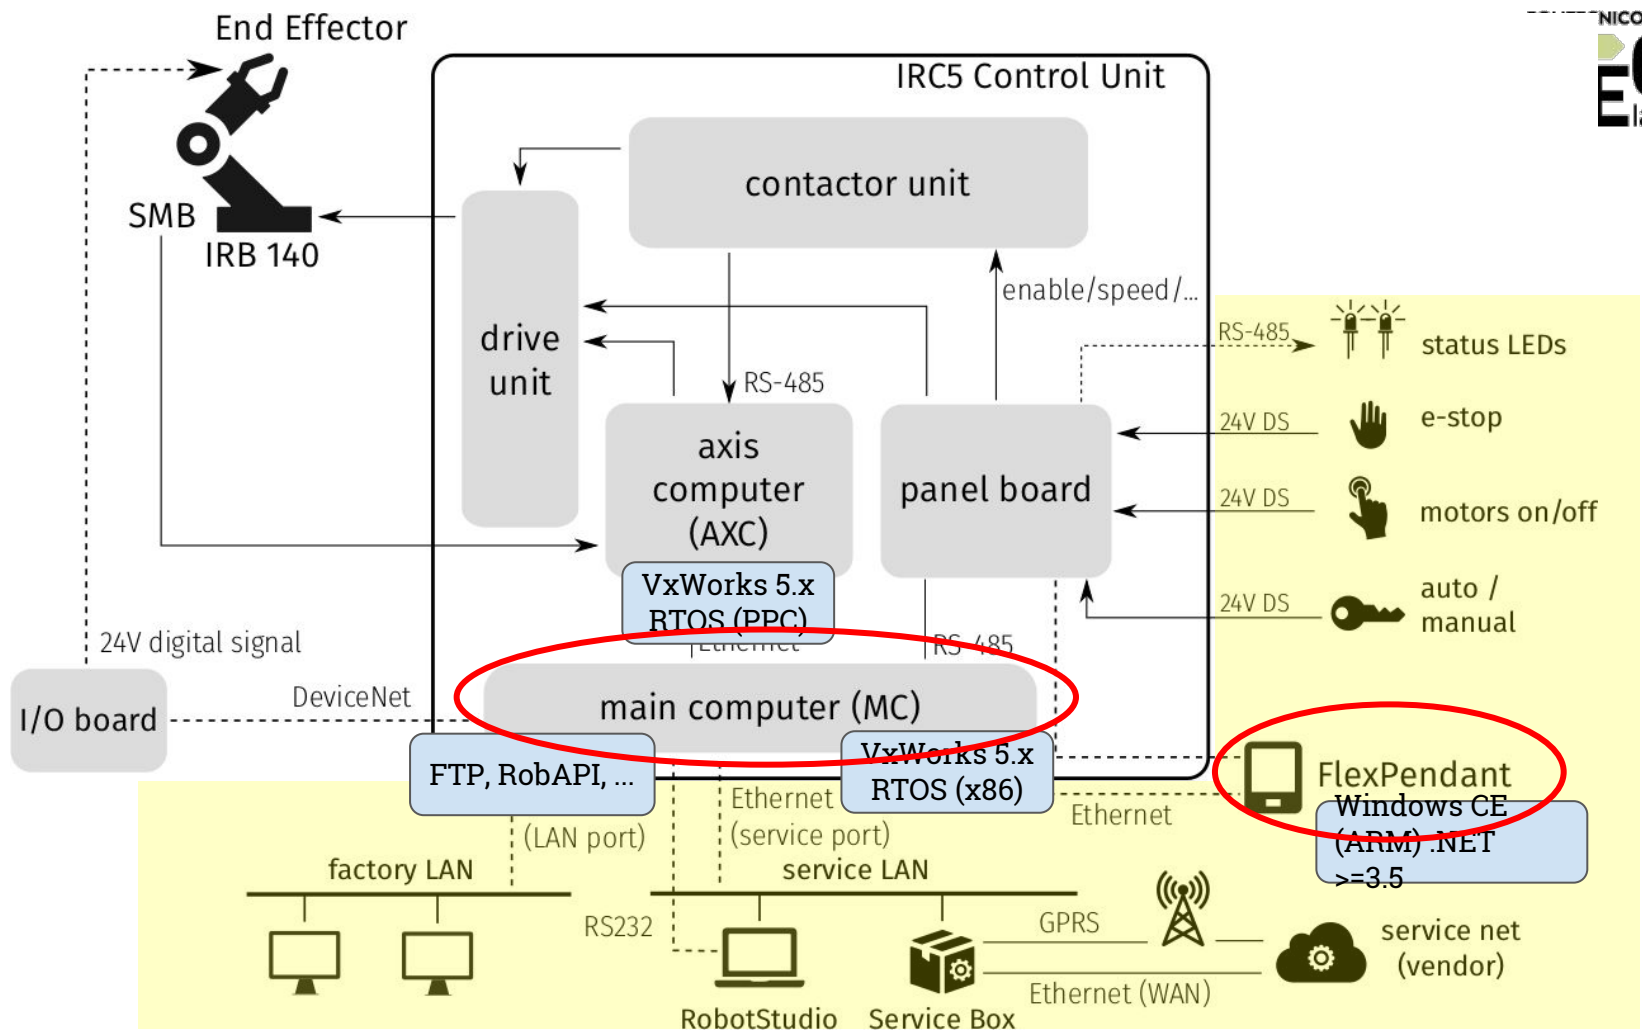 End Effector
NICO
IRC5 Control Unit
la
contactor unit
SMB
IRB 140
enable/speed/...
drive
unit
RS-485
status LEDs
RS-485
24V DS
e-stop
axis
computer
(AXC)
panel board
24V DS
motors on/off
VxWorks 5.x
RTOS (PPC)
24V DS
auto /
manual
24V digital signal
Ethernet
RS-485
DeviceNet
I/O board
main computer (MC)
FTP, RobAPI, ...
VxWorks 5.x
RTOS (x86)
FlexPendant
Windows CE
(ARM) .NET
>=3.5
Ethernet
(service port)
Ethernet
(LAN port)
factory LAN
service LAN
RS232
GPRS
service net
(vendor)
Ethernet (WAN)
RobotStudio
Service Box